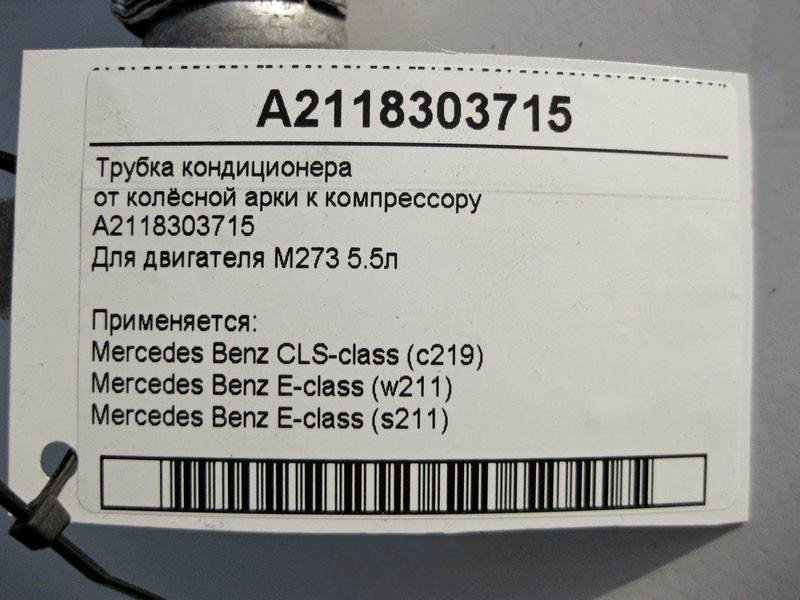 A2118303715
Трубка кондиционера
от колёсной арки к компрессору
A2118303715
Для двигателя М273 5.5л
Применяется:
Mercedes Benz CLS-class (c219)
Mercedes Benz E-class (w211)
Mercedes Benz E-class (s211)